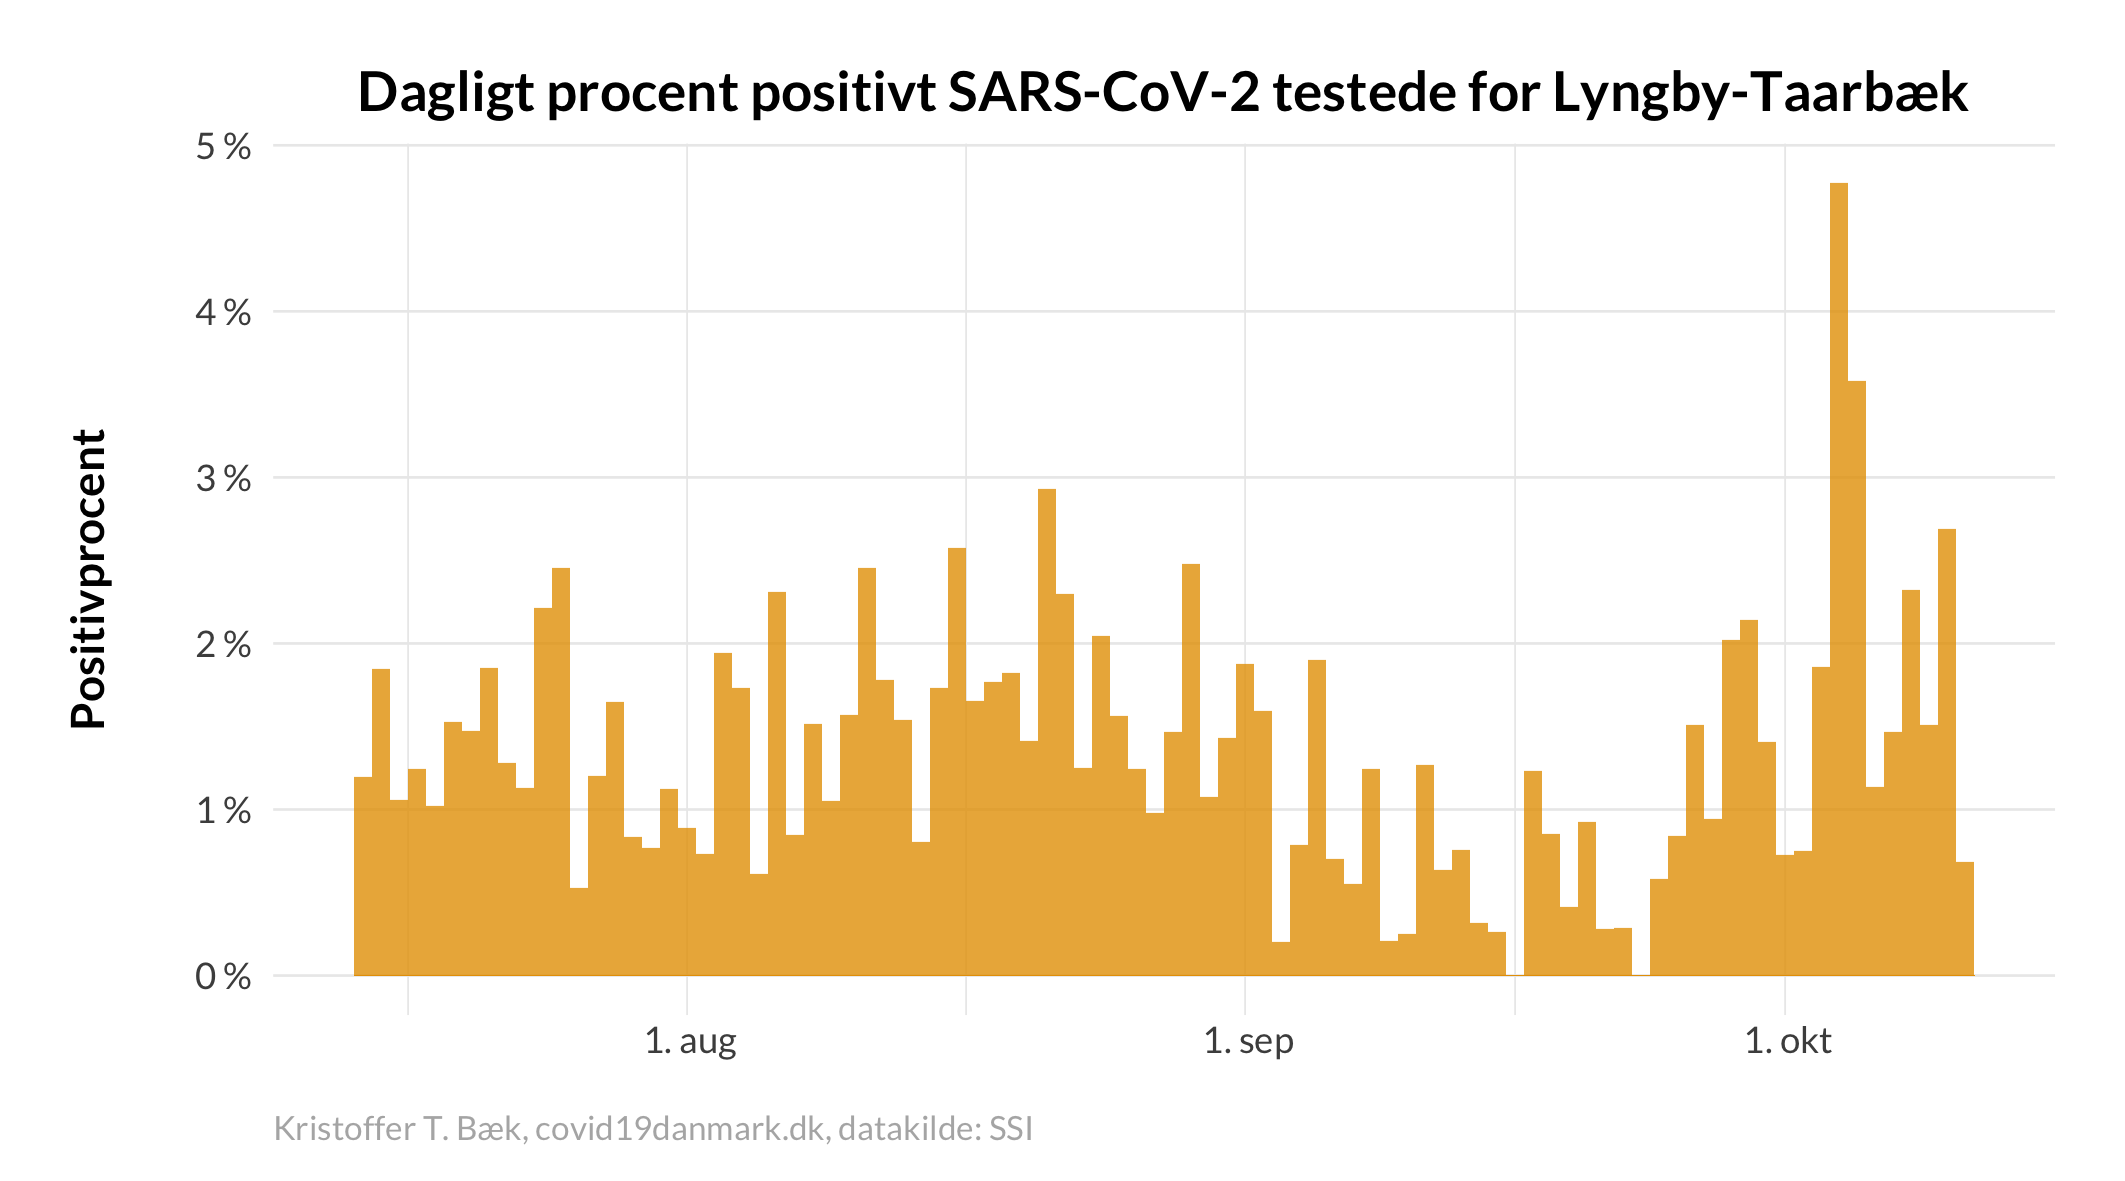 Dagligt procent positivt SARS-CoV-2 testede for Lyngby-Taarbæk
Positivprocent
5 %
4 %
3 %
2 %
1 %
0 %
1. aug
1. sep
1. okt
Kristoffer T. Bæk, covid19danmark.dk, datakilde: SSI